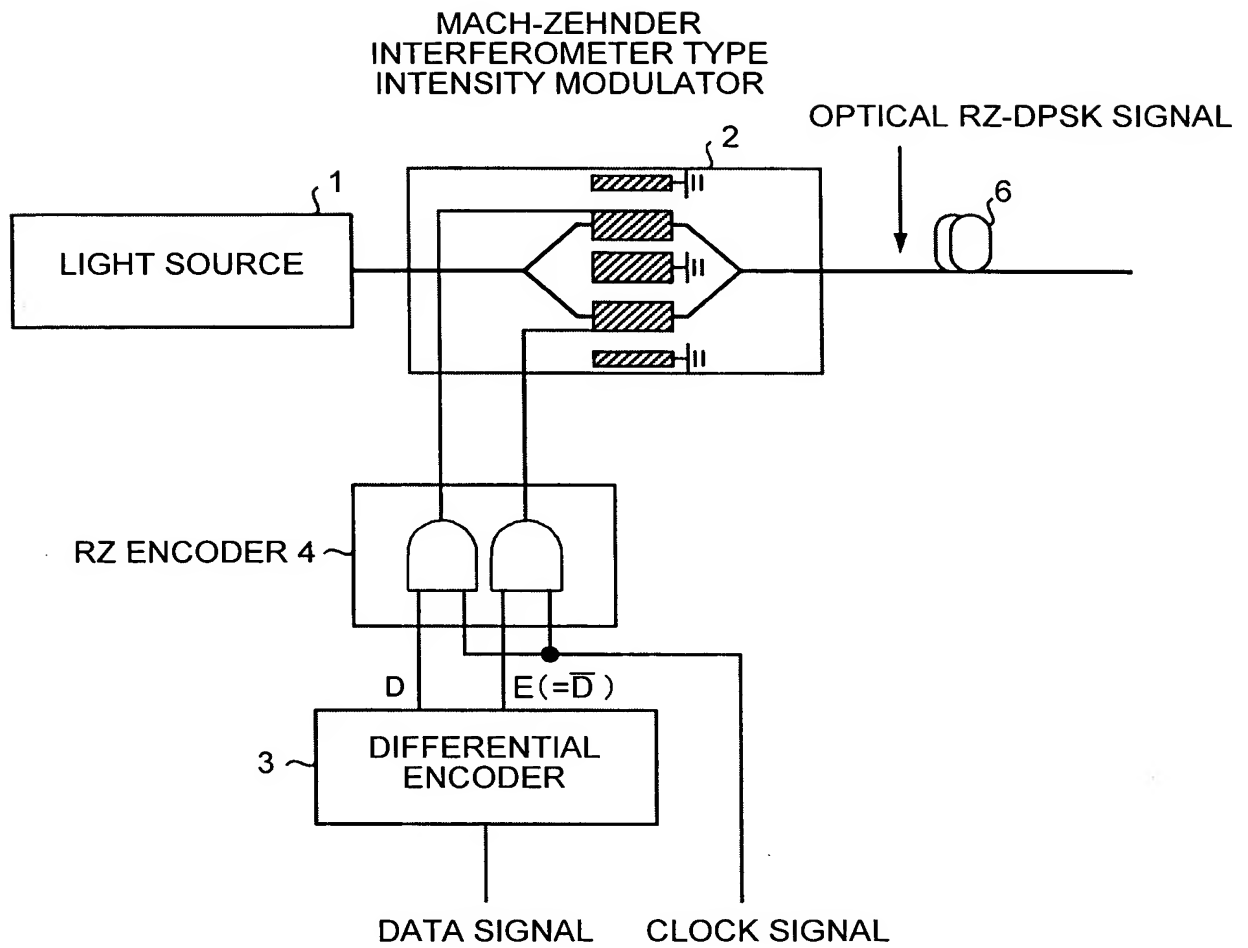 MACH-ZEHNDER
INTERFEROMETER TYPE
INTENSITY MODULATOR
OPTICAL RZ-DPSK SIGNAL
2
1
6
LIGHT SOURCE
RZ ENCODER 4
D
E(=D̅)
3
DIFFERENTIAL
ENCODER
DATA SIGNAL
CLOCK SIGNAL